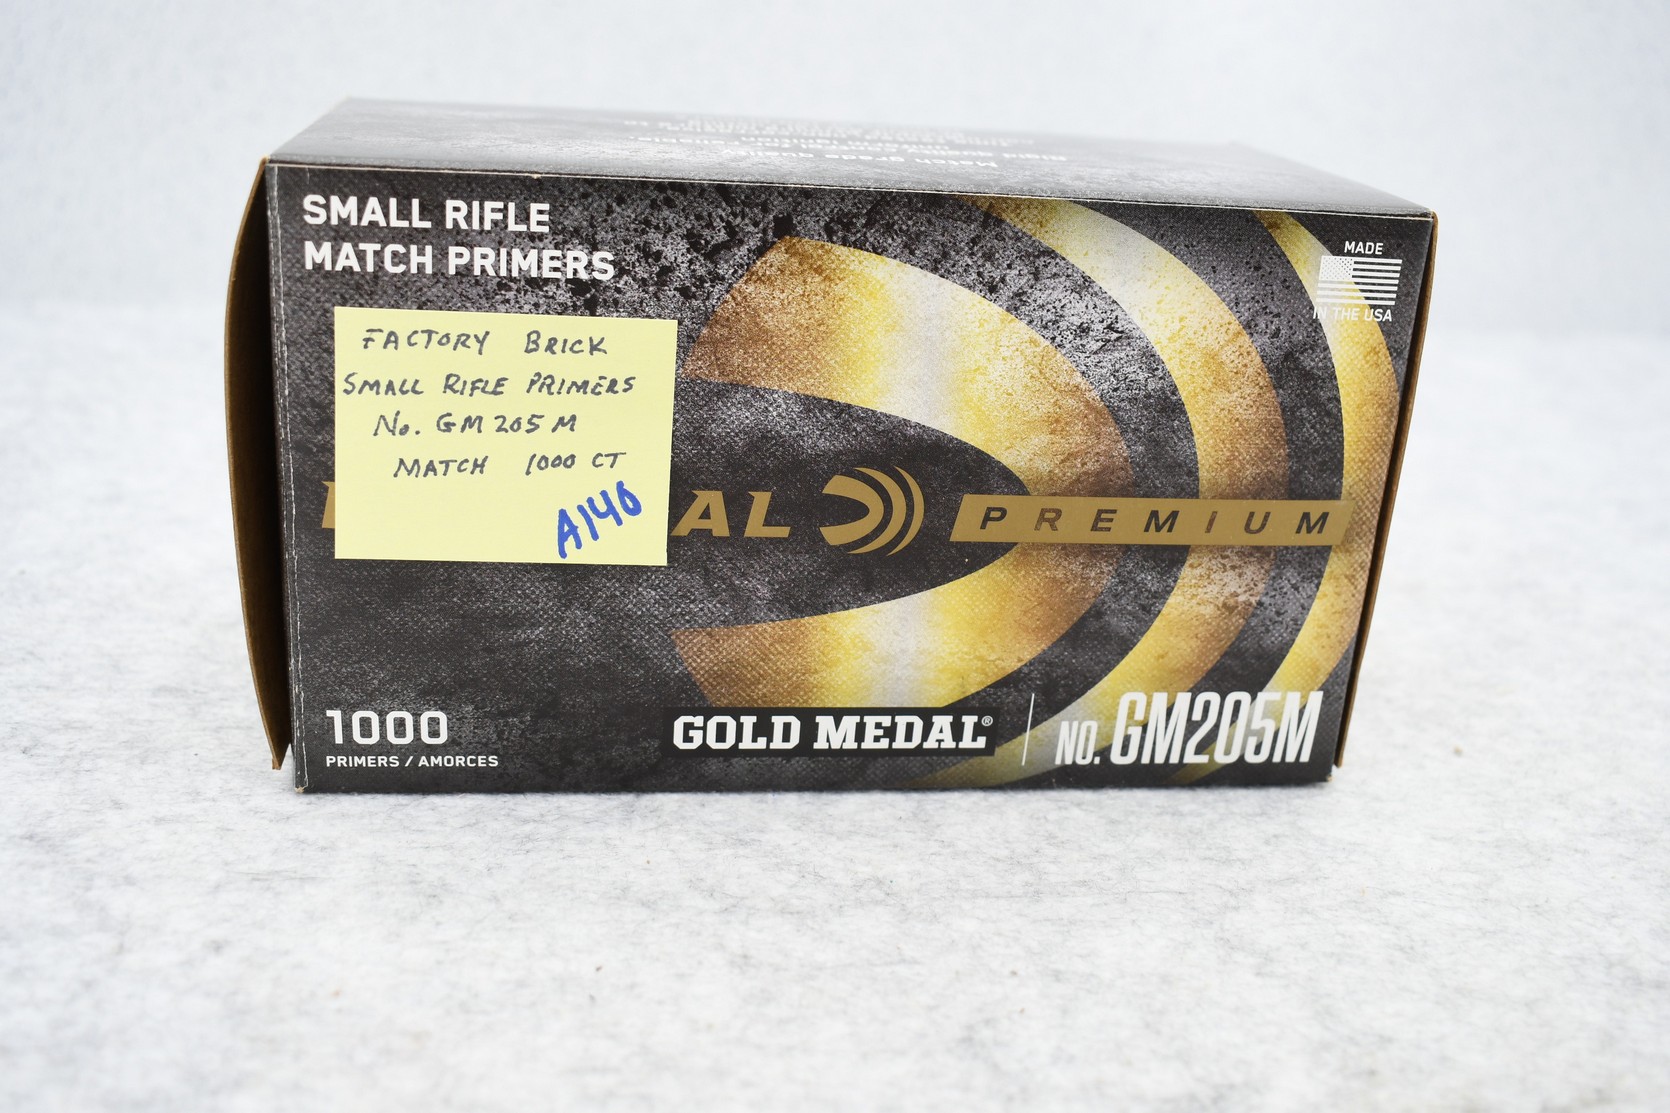 SMALL RIFLE
MATCH PRIMERS
MADE
IN THE USA
FACTORY BRICK
SMALL RIFLE PRIMERS
No. GM 205 M
MATCH 1000 CT
A140
AL PREMIUM
1000
PRIMERS / AMORCES
GOLD MEDAL®
NO. GM205M